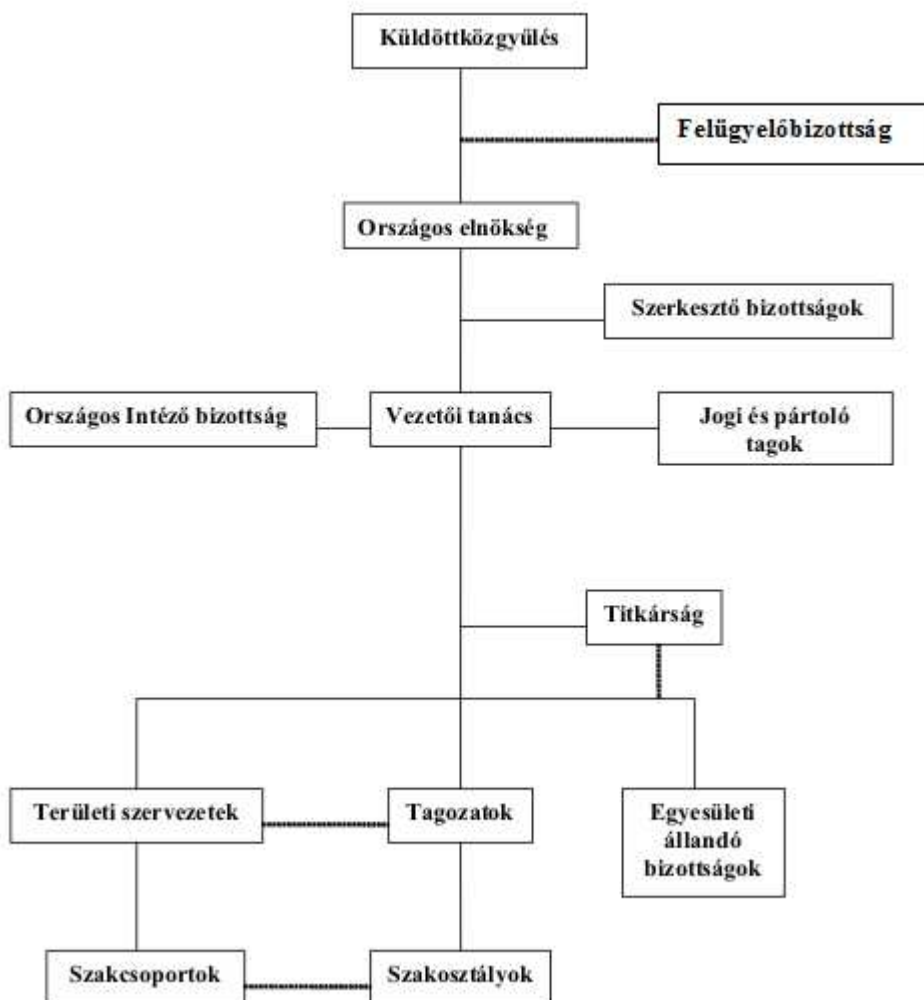 Küldöttközgyűlés
Felügyelőbizottság
Országos elnökség
Szerkesztő bizottságok
Országos Intéző bizottság
Vezetői tanács
Jogi és pártoló
tagok
Titkárság
Területi szervezetek
Tagozatok
Egyesületi
állandó
bizottságok
Szakcsoportok
Szakosztályok